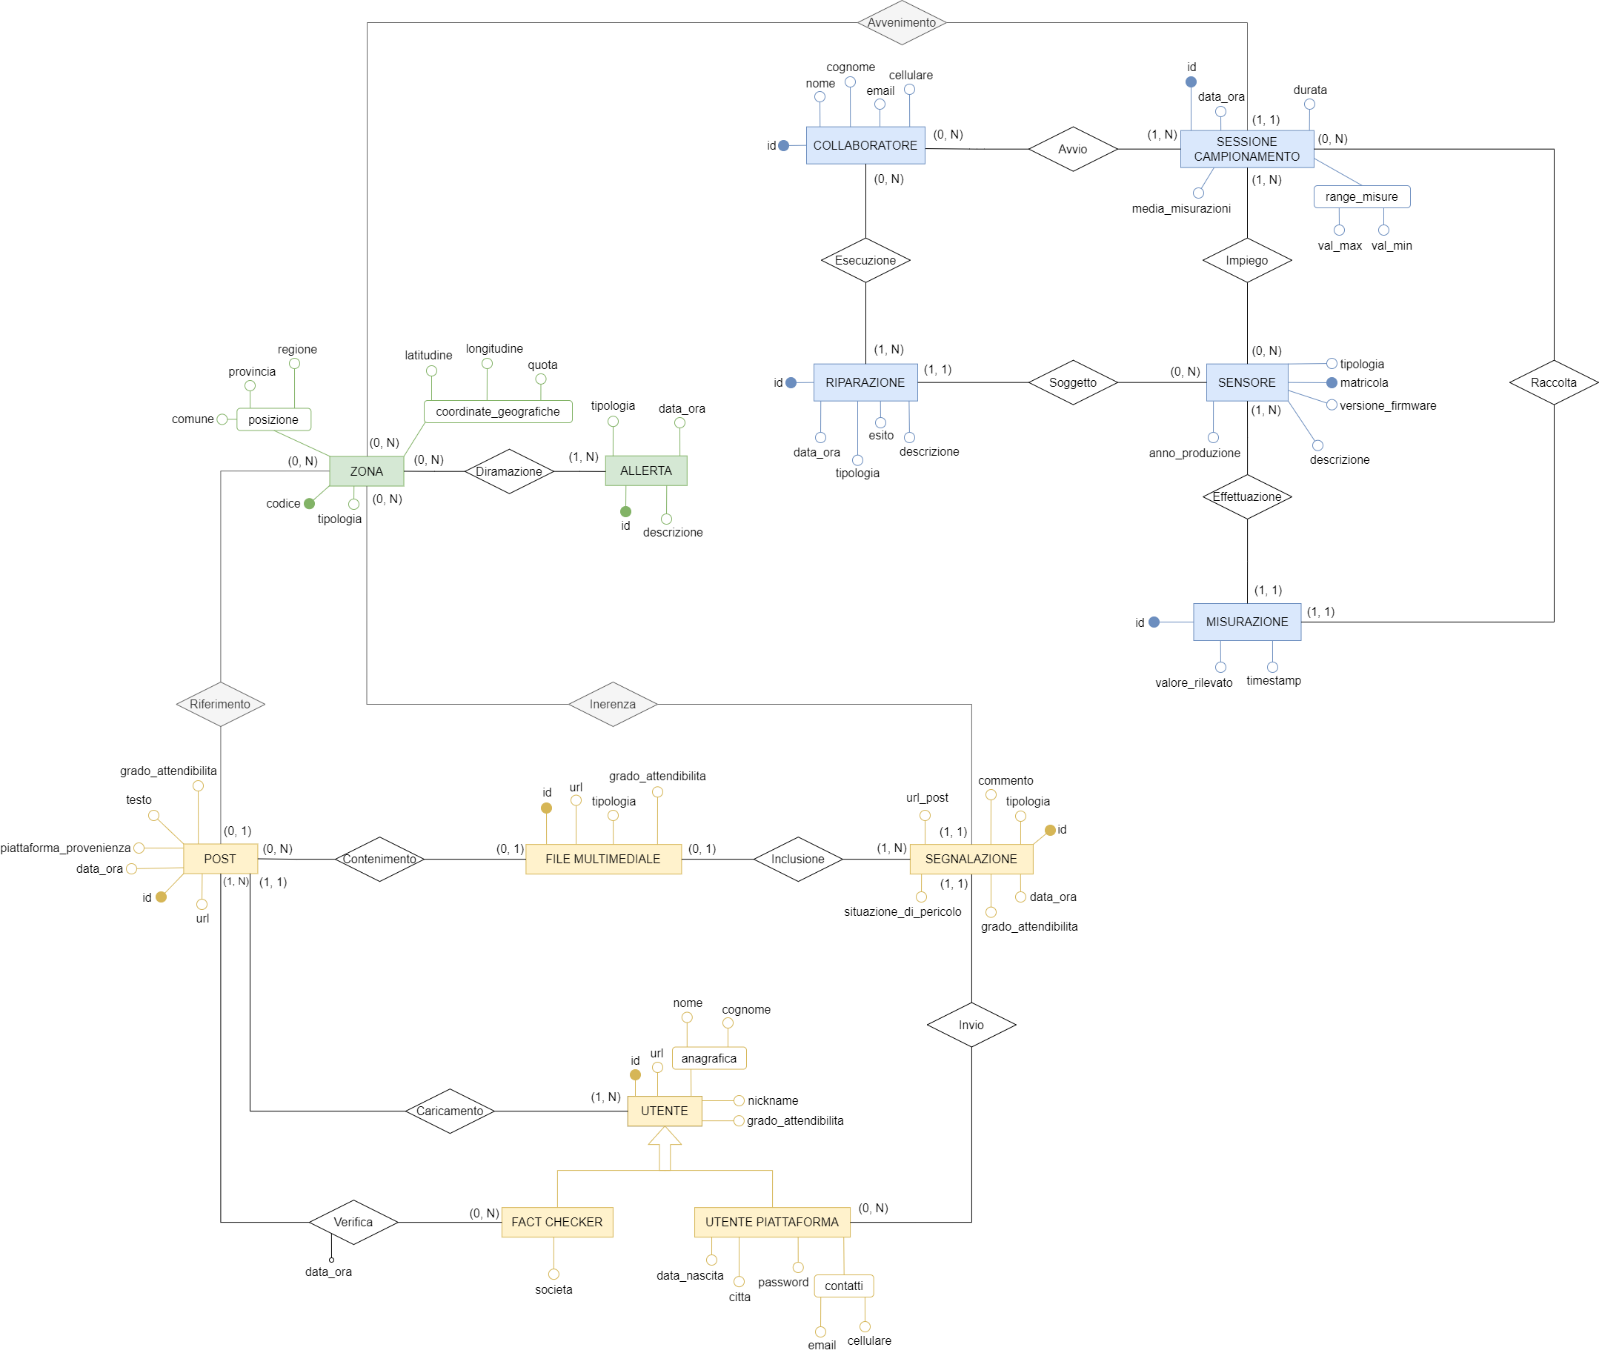 Avvenimento
cognome
cellulare
nome
email
id
COLLABORATORE
(0, N)
(0, N)
Avvio
id
data_ora
durata
(1, 1)
(1, N)
SESSIONE
CAMPIONAMENTO
(0, N)
(1, N)
media_misurazioni
range_misure
val_max
val_min
Esecuzione
Impiego
(1, N)
id
RIPARAZIONE
(1, 1)
data_ora
tipologia
esito
descrizione
Soggetto
(0, N)
(0, N)
SENSORE
tipologia
matricola
versione_firmware
(1, N)
anno_produzione
descrizione
Raccolta
Effettuazione
(1, 1)
id
MISURAZIONE
(1, 1)
valore_rilevato
timestamp
regione
provincia
comune
posizione
latitudine
longitudine
quota
coordinate_geografiche
(0, N)
(0, N)
ZONA
(0, N)
(0, N)
codice
tipologia
Diramazione
tipologia
data_ora
(1, N)
ALLERTA
id
descrizione
Riferimento
Inerenza
grado_attendibilita
testo
piattaforma_provenienza
data_ora
id
url
(0, 1)
POST
(0, N)
(1, N)
(1, 1)
Contenimento
id
url
tipologia
grado_attendibilita
(0, 1)
FILE MULTIMEDIALE
(0, 1)
Inclusione
commento
url_post
tipologia
id
(1, 1)
(1, N)
SEGNALAZIONE
(1, 1)
situazione_di_pericolo
data_ora
grado_attendibilita
Invio
nome
cognome
anagrafica
id
url
(1, N)
UTENTE
nickname
grado_attendibilita
Caricamento
Verifica
data_ora
(0, N)
FACT CHECKER
societa
UTENTE PIATTAFORMA
(0, N)
data_nascita
citta
password
contatti
email
cellulare